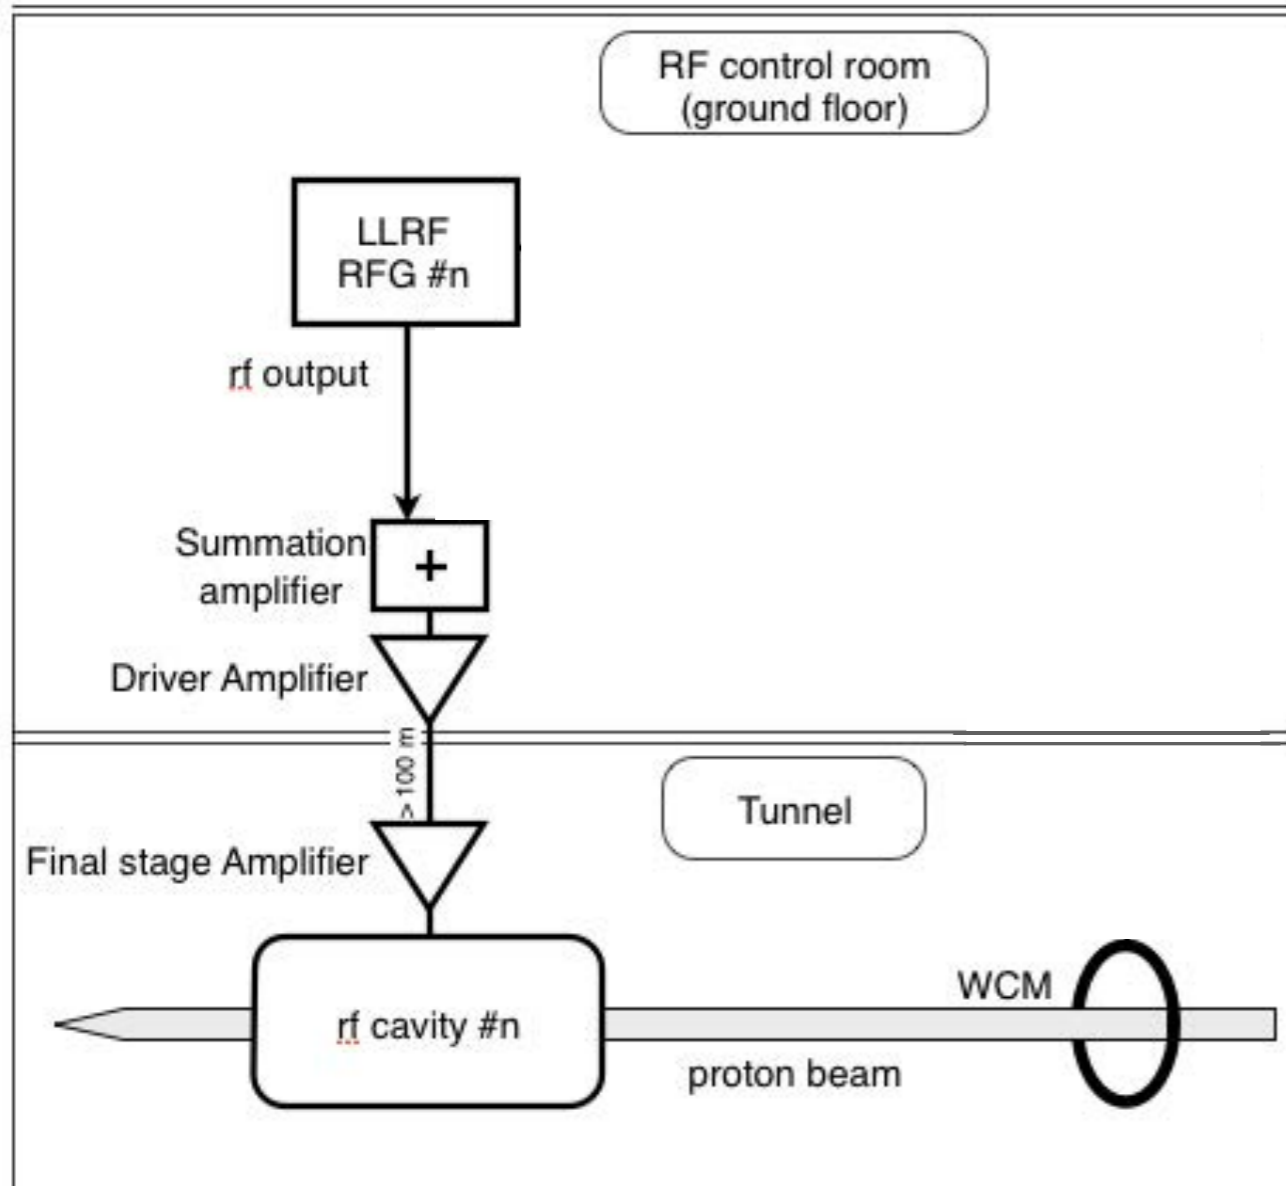 RF control room
(ground floor)
LLRF
RFG #n
rf output
Summation
amplifier
+
Driver Amplifier
> 100 m
Tunnel
Final stage Amplifier
WCM
rf cavity #n
proton beam